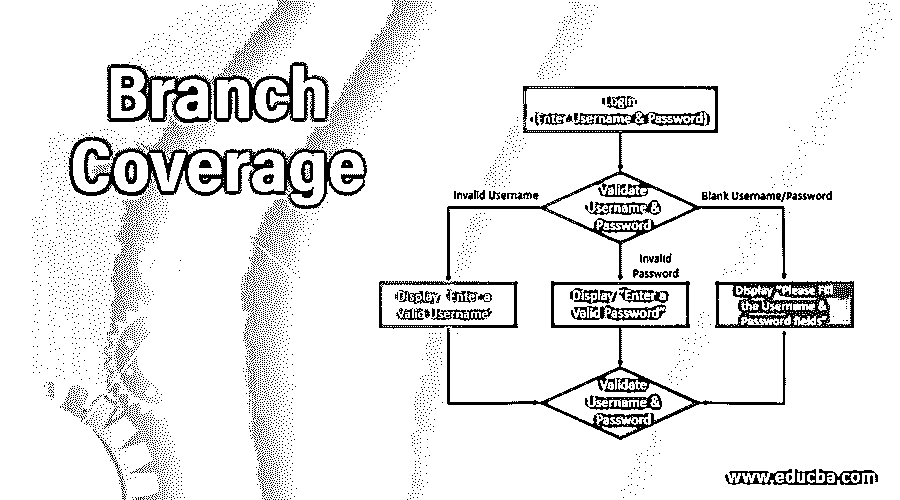 Branch
Coverage
Login
(Enter Username & Password)
Validate
Username &
Password
Invalid Username
Blank Username/Password
Invalid
Password
Display "Enter a
Valid Username"
Display "Enter a
Valid Password"
Display "Please Fill
the Username &
Password fields"
Validate
Username &
Password
www.educba.com